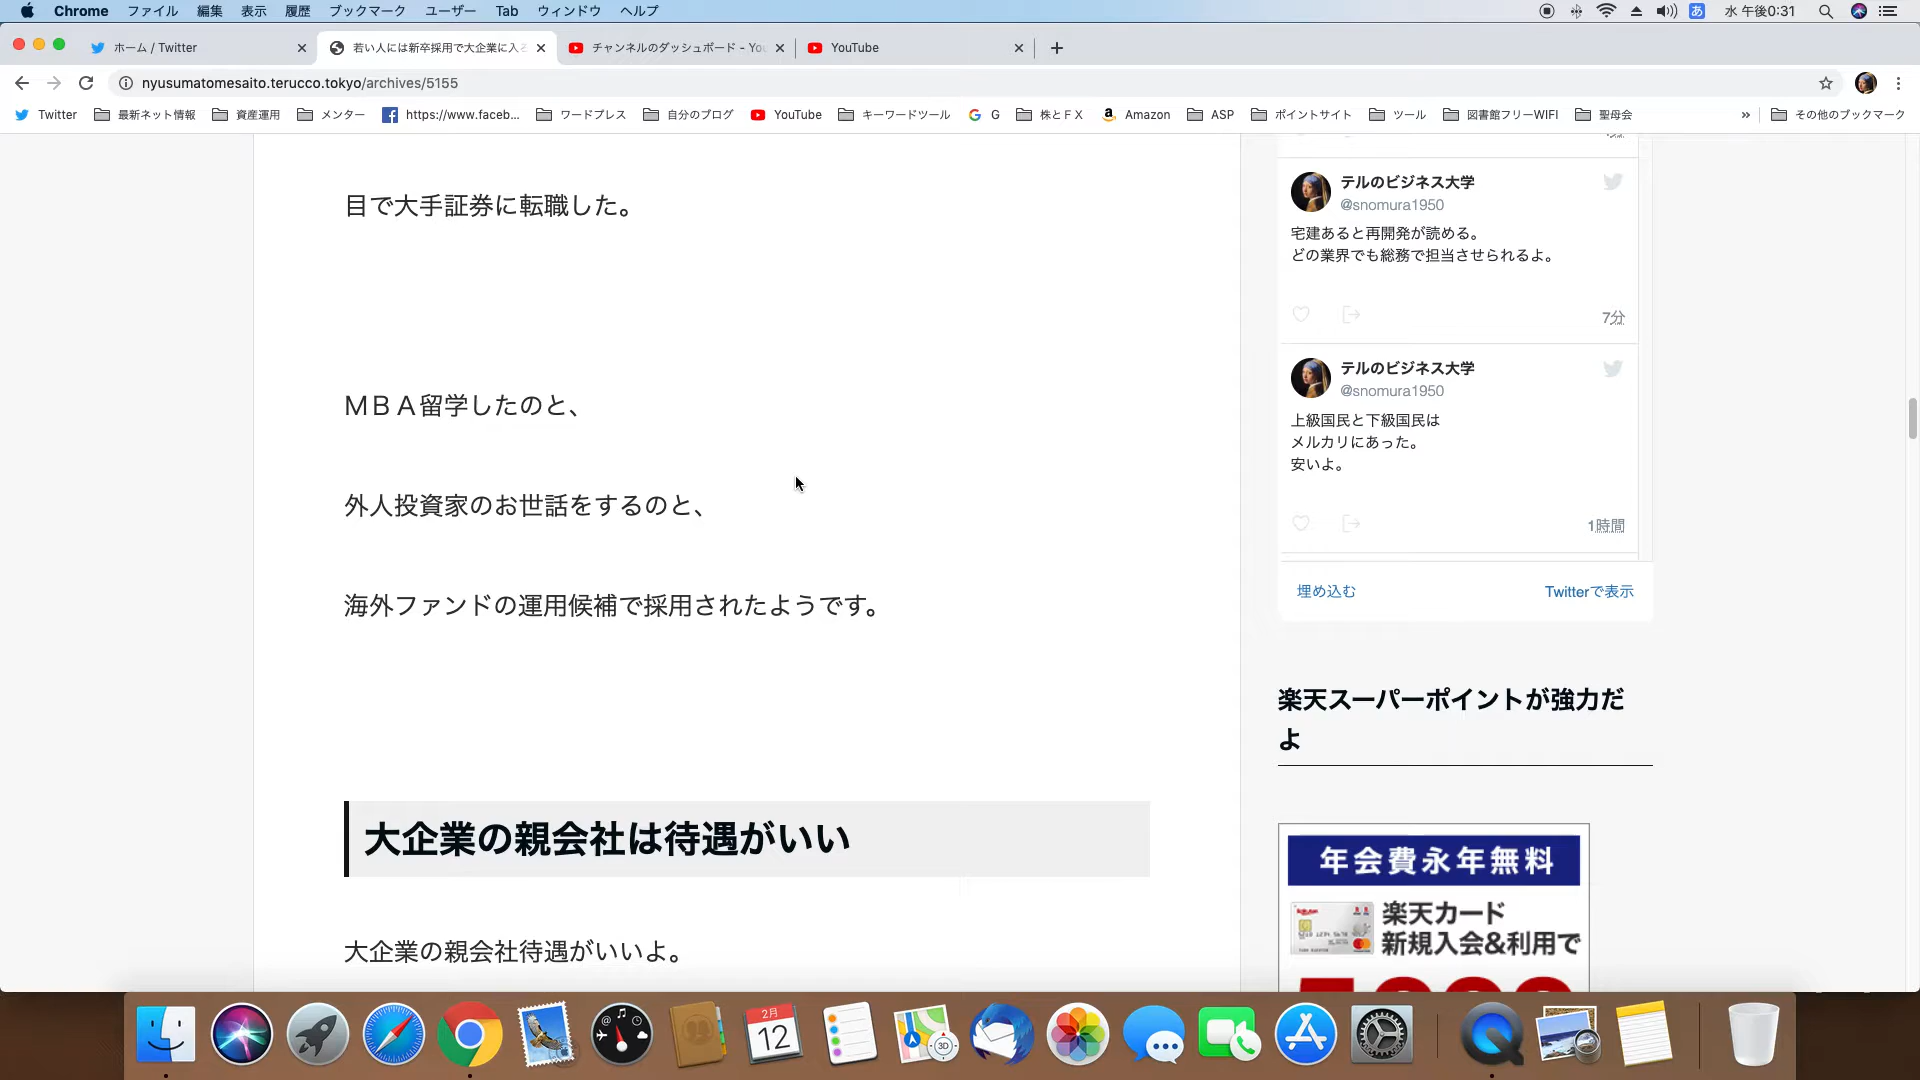 Chrome ファイル 編集 表示 履歴 ブックマーク ユーザー Tab ウィンドウ ヘルプ
あ 水 午後0:31
ホーム / Twitter
若い人には新卒採用で大企業に入
チャンネルのダッシュボード - You
YouTube
nyusumatomesaito.terucco.tokyo/archives/5155
Twitter 最新ネット情報 資産運用 メンター https://www.faceb... ワードプレス 自分のブログ YouTube キーワードツール G 株とFX Amazon ASP ポイントサイト ツール 図書館フリーWIFI 聖母会 » その他のブックマーク
目で大手証券に転職した。
MBA留学したのと、
外人投資家のお世話をするのと、
海外ファンドの運用候補で採用されたようです。
大企業の親会社は待遇がいい
大企業の親会社待遇がいいよ。
テルのビジネス大学
@snomura1950
宅建あると再開発が読める。
どの業界でも総務で担当させられるよ。
7分
テルのビジネス大学
@snomura1950
上級国民と下級国民は
メルカリにあった。
安いよ。
1時間
埋め込む Twitterで表示
楽天スーパーポイントが強力だ
よ
年会費永年無料
楽天カード
新規入会&利用で
2月
12
3D